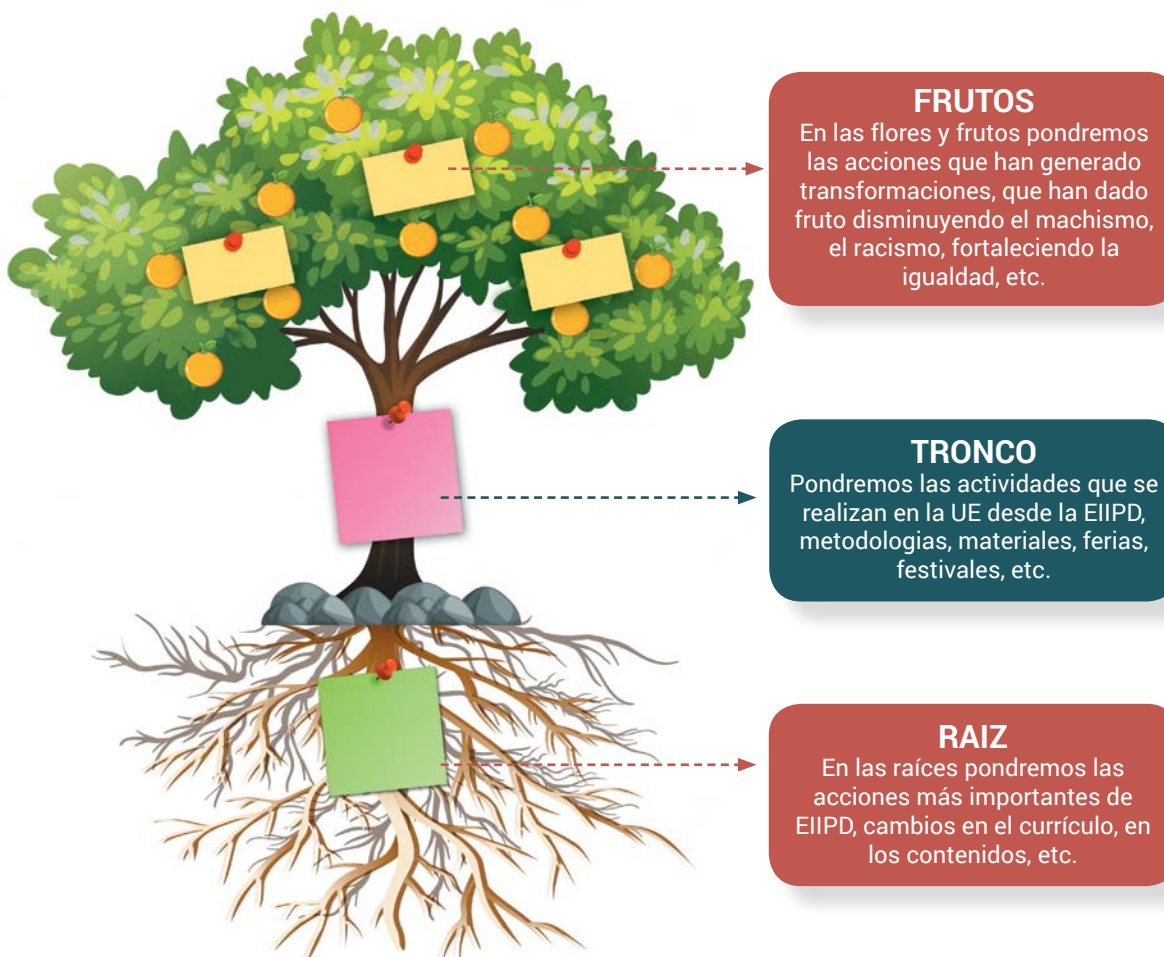 FRUTOS
En las flores y frutos pondremos
las acciones que han generado
transformaciones, que han dado
fruto disminuyendo el machismo,
el racismo, fortaleciendo la
igualdad, etc.
TRONCO
Pondremos las actividades que se
realizan en la UE desde la EIIPD,
metodologias, materiales, ferias,
festivales, etc.
RAIZ
En las raíces pondremos las
acciones más importantes de
EIIPD, cambios en el currículo, en
los contenidos, etc.